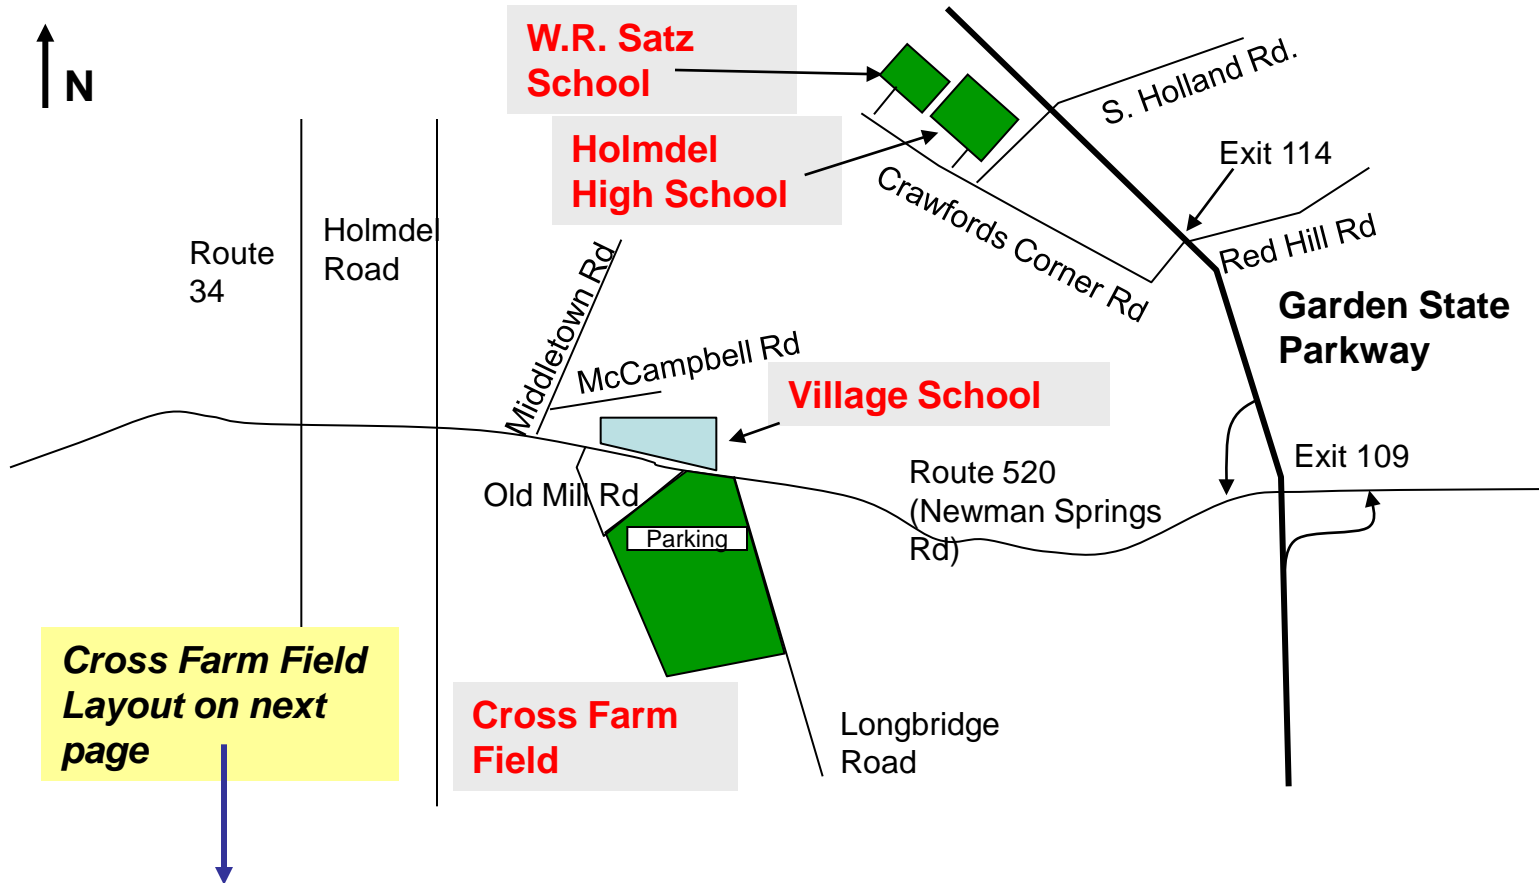 W.R. Satz
School
N
S. Holland Rd.
Holmdel
High School
Exit 114
Crawfords Corner Rd
Holmdel
Road
Route
34
Red Hill Rd
Middletown Rd
Garden State
Parkway
McCampbell Rd
Village School
Exit 109
Route 520
(Newman Springs
Rd)
Old Mill Rd
Parking
Cross Farm Field
Layout on next
page
Cross Farm
Field
Longbridge
Road